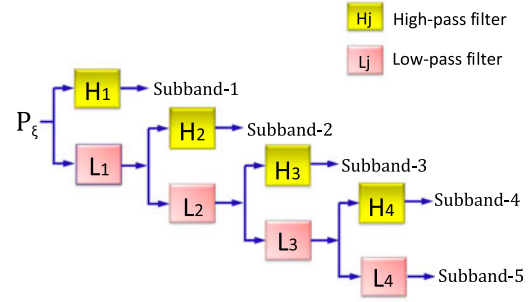 Hj High-pass filter
Lj Low-pass filter
H1 Subband-1
Pξ
L1
H2 Subband-2
L2
H3 Subband-3
L3
H4 Subband-4
L4 Subband-5